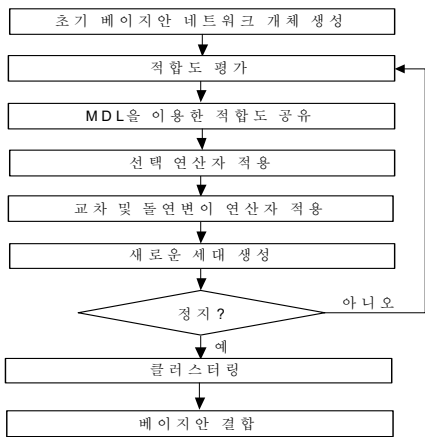 초기 베이지안 네트워크 개체 생성
적합도 평가
MDL을 이용한 적합도 공유
선택 연산자 적용
교차 및 돌연변이 연산자 적용
새로운 세대 생성
아니오
정지?
예
클러스터링
베이지안 결합